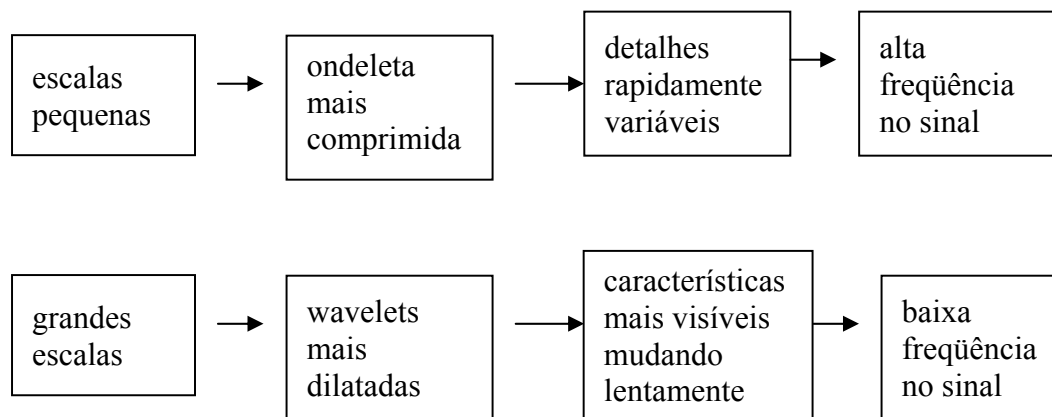 escalas
pequenas
ondeleta
mais
comprimida
detalhes
rapidamente
variáveis
alta
freqüência
no sinal
grandes
escalas
wavelets
mais
dilatadas
características
mais visíveis
mudando
lentamente
baixa
freqüência
no sinal